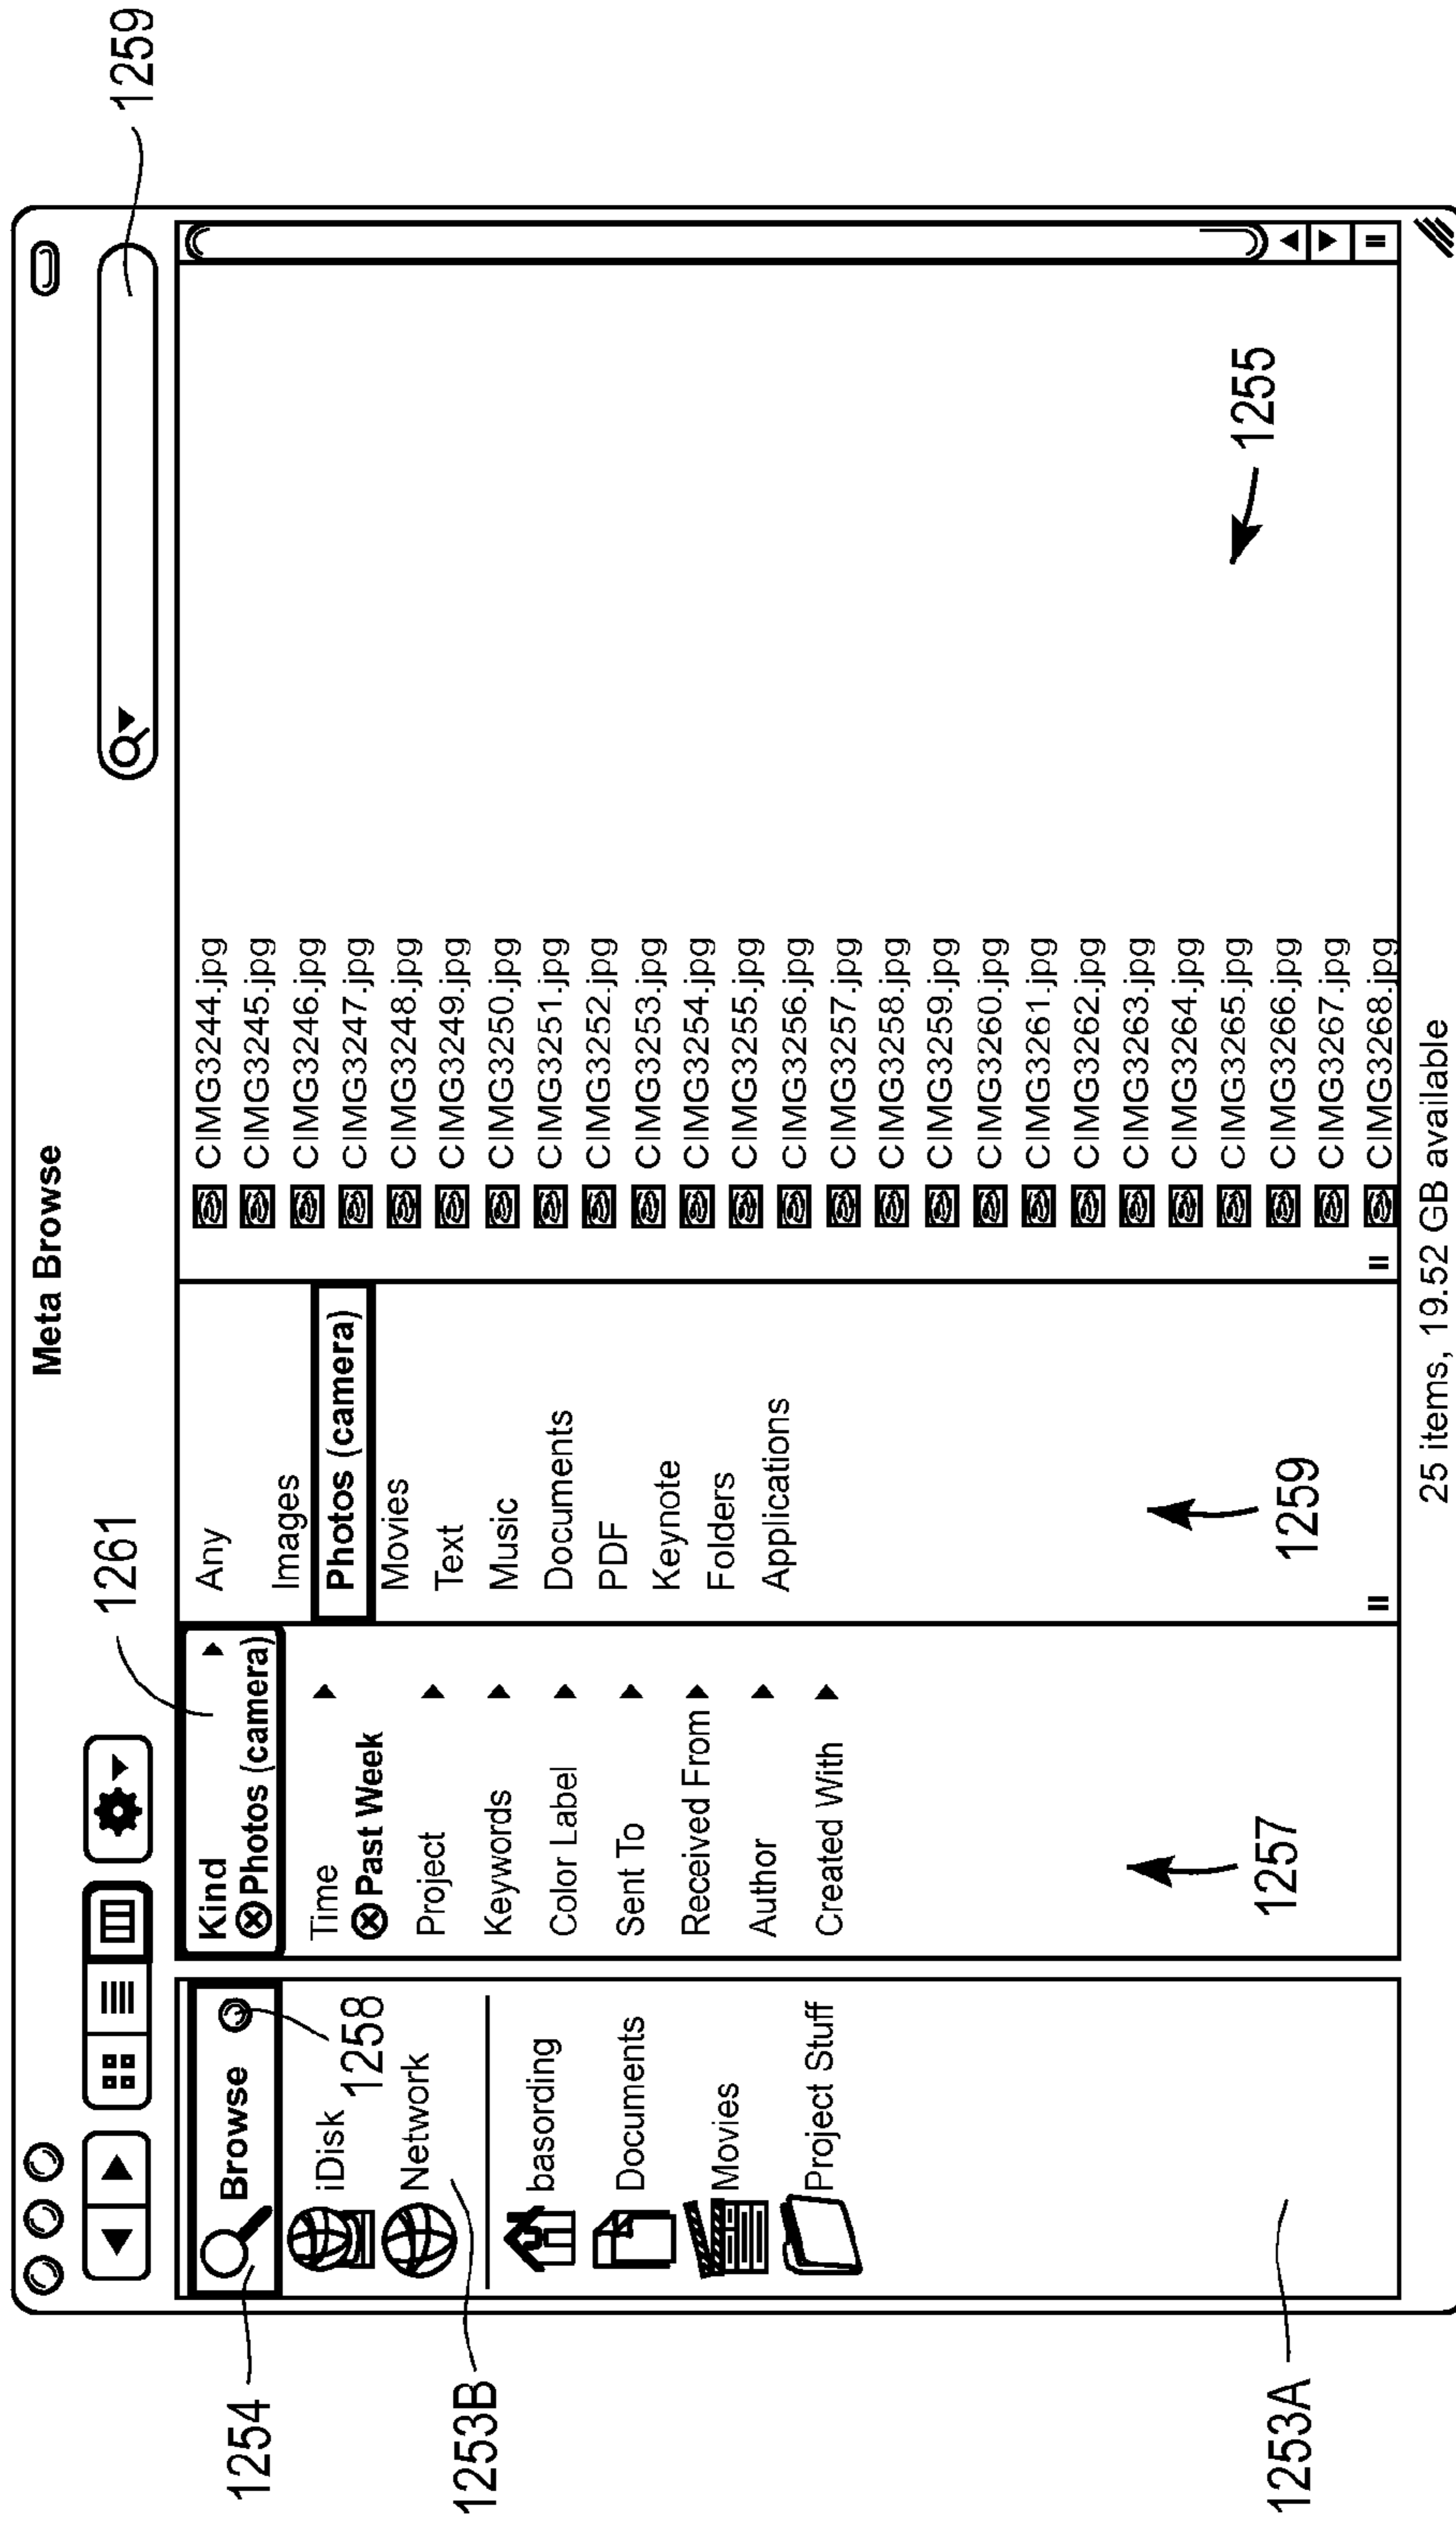 Meta Browse
1259
1261
1254
Browse
1258
iDisk
Network
1253B
basording
Documents
Movies
Project Stuff
1253A
Kind
Photos (camera)
Time
Past Week
Project
Keywords
Color Label
Sent To
Received From
Author
Created With
1257
Any
Images
Photos (camera)
Movies
Text
Music
Documents
PDF
Keynote
Folders
Applications
1259
CIMG3244.jpg
CIMG3245.jpg
CIMG3246.jpg
CIMG3247.jpg
CIMG3248.jpg
CIMG3249.jpg
CIMG3250.jpg
CIMG3251.jpg
CIMG3252.jpg
CIMG3253.jpg
CIMG3254.jpg
CIMG3255.jpg
CIMG3256.jpg
CIMG3257.jpg
CIMG3258.jpg
CIMG3259.jpg
CIMG3260.jpg
CIMG3261.jpg
CIMG3262.jpg
CIMG3263.jpg
CIMG3264.jpg
CIMG3265.jpg
CIMG3266.jpg
CIMG3267.jpg
CIMG3268.jpg
1255
25 items, 19.52 GB available